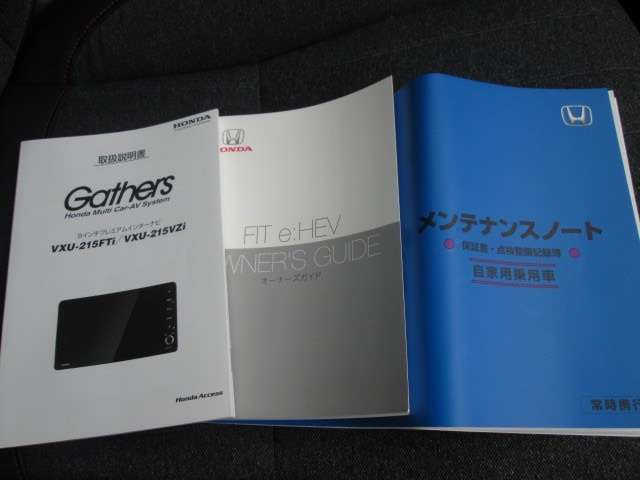 HONDA
取扱説明書
Gathers
Honda Multi Car-AV System
9インチプレミアムインターナビ
VXU-215FTi/VXU-215VZi
Honda Access
HONDA
FIT e:HEV
OWNER'S GUIDE
オーナーズガイド
メンテナンスノート
保証書・点検整備記録簿
自家用乗用車
常時携行